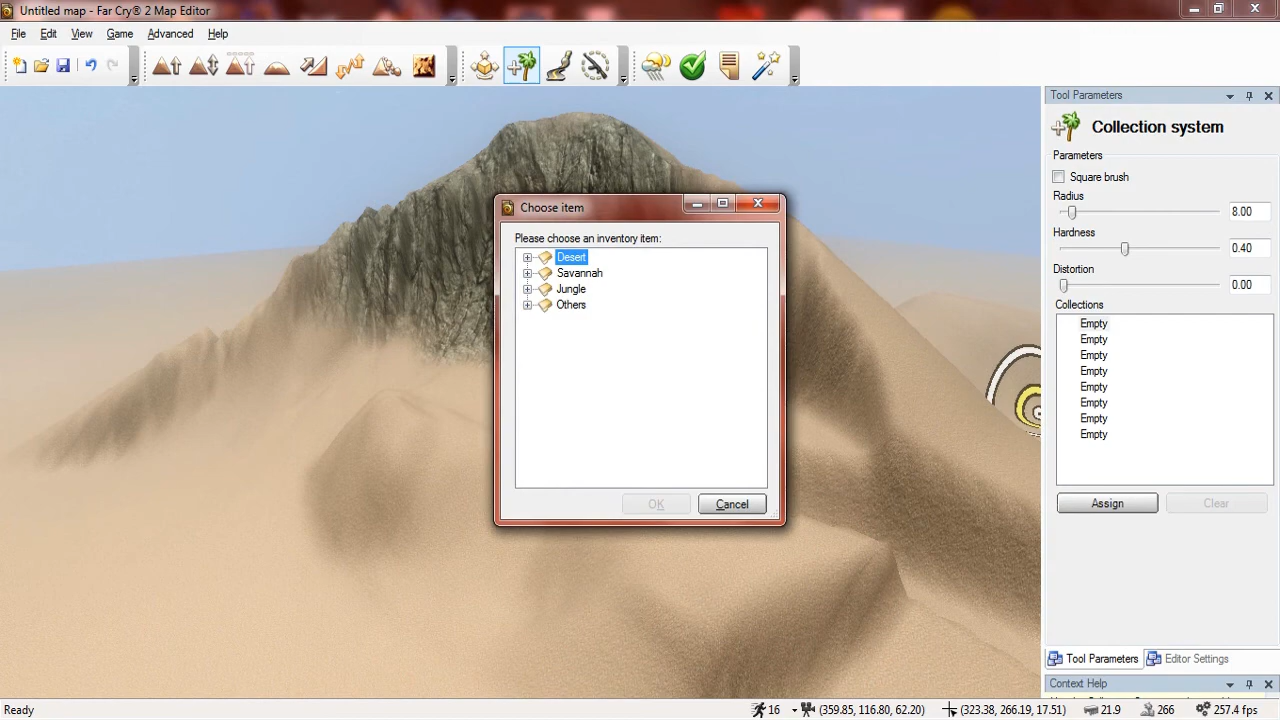 Untitled map - Far Cry® 2 Map Editor
File Edit View Game Advanced Help
Tool Parameters
Collection system
Parameters
Square brush
Radius
8.00
Hardness
0.40
Distortion
0.00
Collections
Empty
Empty
Empty
Empty
Empty
Empty
Empty
Empty
Assign Clear
Choose item
Please choose an inventory item:
Desert
Savannah
Jungle
Others
OK Cancel
Tool Parameters Editor Settings
Context Help
Ready 16 (359.85, 116.80, 62.20) (323.38, 266.19, 17.51) 21.9 266 257.4 fps